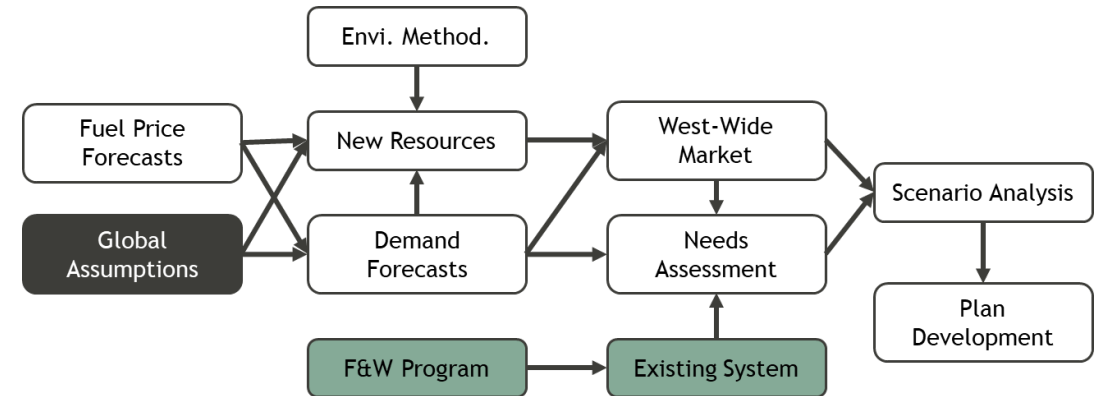 Envi. Method.
Fuel Price
Forecasts
New Resources
West-Wide
Market
Scenario Analysis
Global
Assumptions
Demand
Forecasts
Needs
Assessment
Plan
Development
F&W Program
Existing System